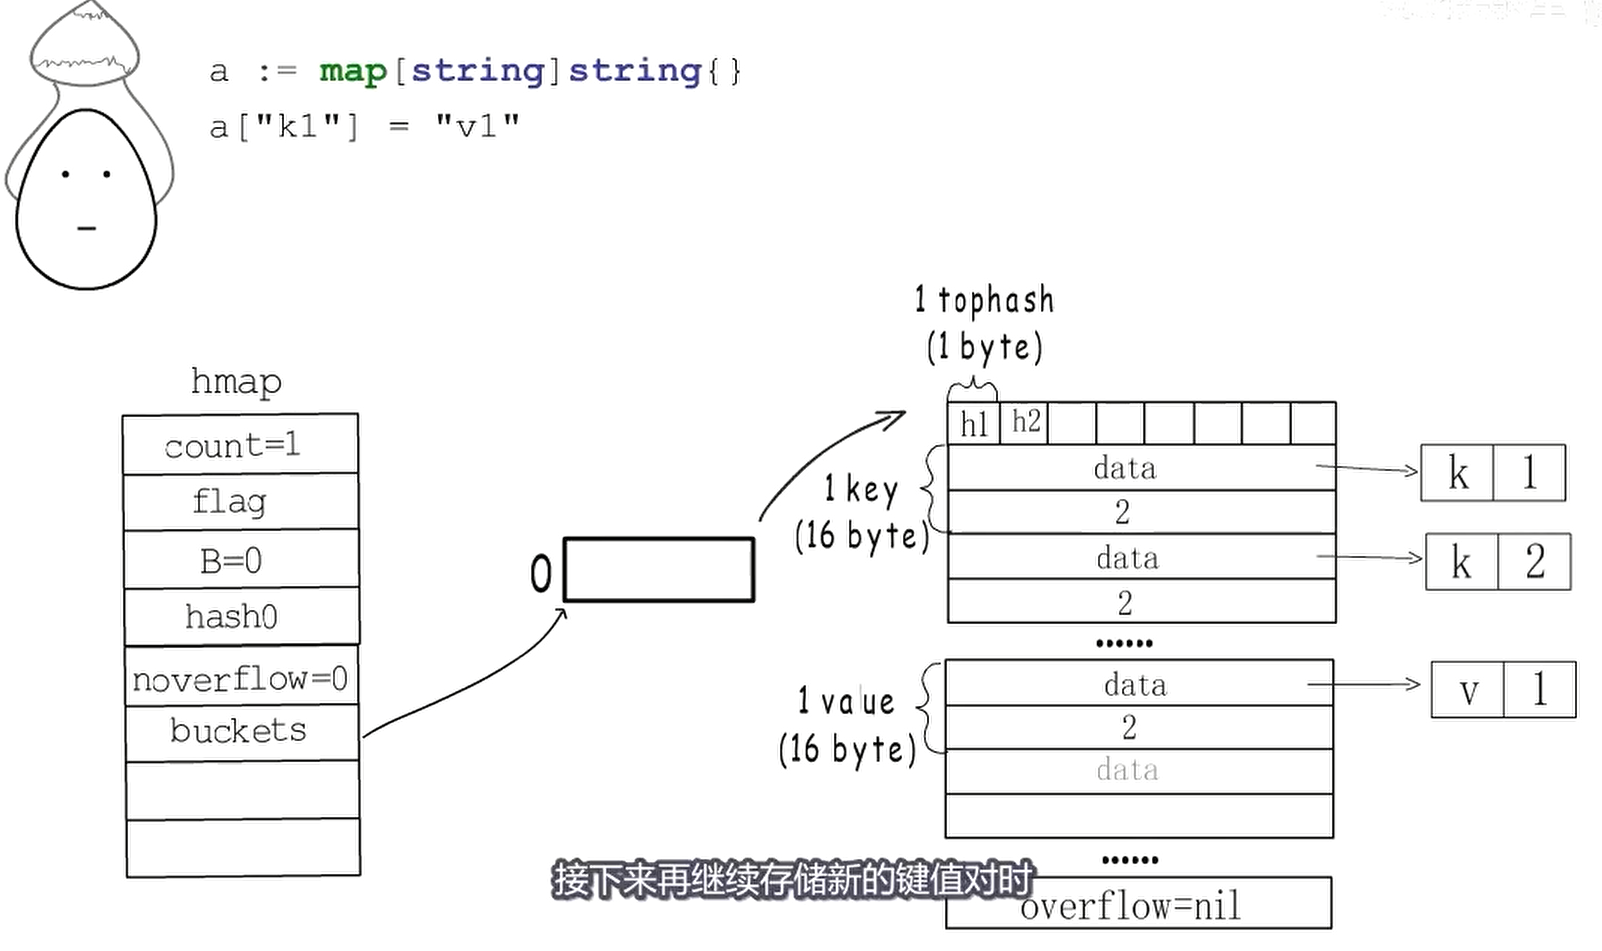 a := map[string]string{}
a["k1"] = "v1"
1 tophash
(1 byte)
hmap
count=1
flag
B=0
hash0
noverflow=0
buckets
0
h1 h2
1 key
(16 byte)
data
2
data
2
k 1
k 2
······
1 value
(16 byte)
data
2
data
v 1
······
接下来再继续存储新的键值对时
overflow=nil